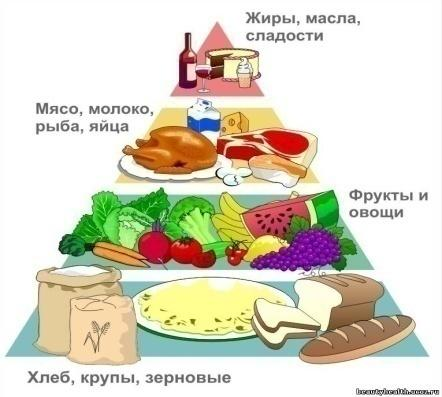 Жиры, масла,
сладости
Мясо, молоко,
рыба, яйца
Фрукты и
овощи
Хлеб, крупы, зерновые
beautyhealth.ucoz.ru